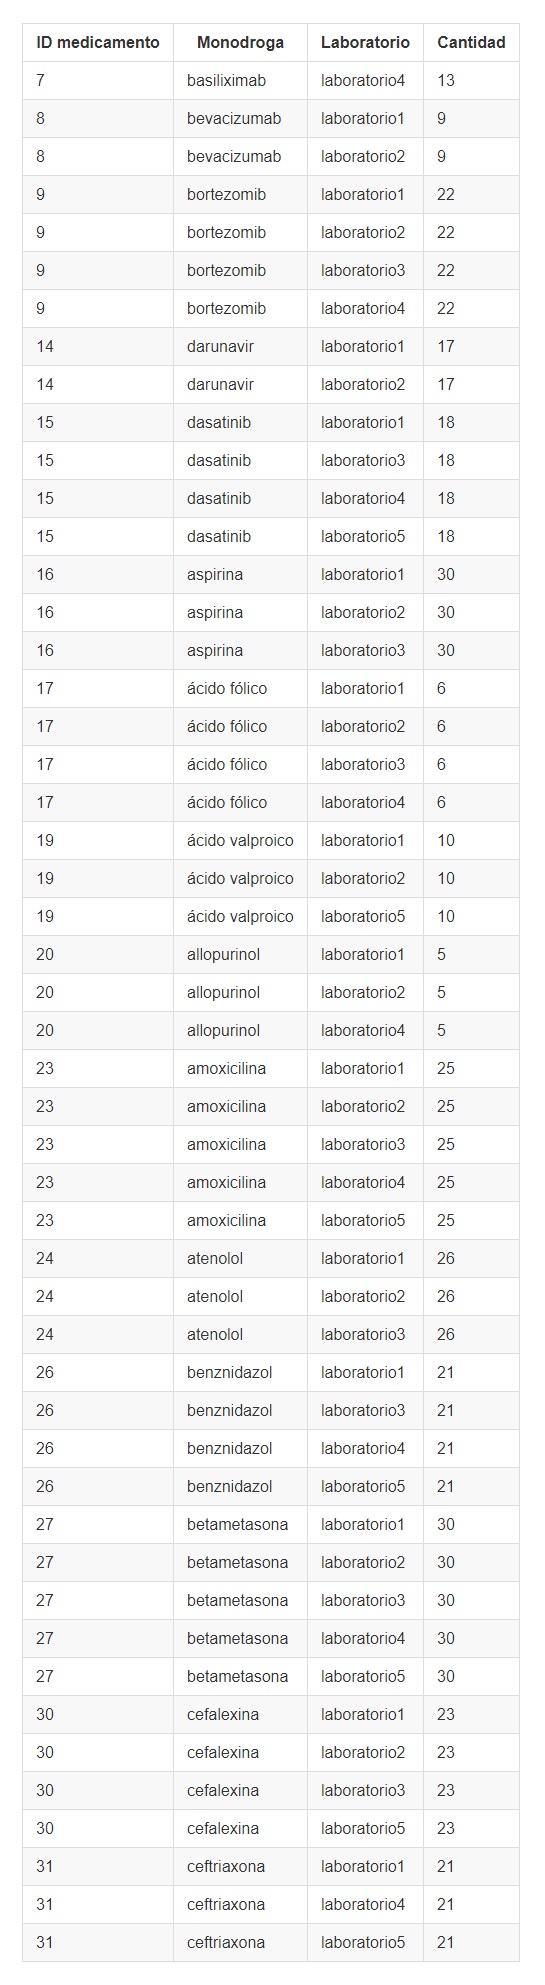 ID medicamento Monodroga Laboratorio Cantidad
7 basiliximab laboratorio4 13
8 bevacizumab laboratorio1 9
8 bevacizumab laboratorio2 9
9 bortezomib laboratorio1 22
9 bortezomib laboratorio2 22
9 bortezomib laboratorio3 22
9 bortezomib laboratorio4 22
14 darunavir laboratorio1 17
14 darunavir laboratorio2 17
15 dasatinib laboratorio1 18
15 dasatinib laboratorio3 18
15 dasatinib laboratorio4 18
15 dasatinib laboratorio5 18
16 aspirina laboratorio1 30
16 aspirina laboratorio2 30
16 aspirina laboratorio3 30
17 ácido fólico laboratorio1 6
17 ácido fólico laboratorio2 6
17 ácido fólico laboratorio3 6
17 ácido fólico laboratorio4 6
19 ácido valproico laboratorio1 10
19 ácido valproico laboratorio2 10
19 ácido valproico laboratorio5 10
20 allopurinol laboratorio1 5
20 allopurinol laboratorio2 5
20 allopurinol laboratorio4 5
23 amoxicilina laboratorio1 25
23 amoxicilina laboratorio2 25
23 amoxicilina laboratorio3 25
23 amoxicilina laboratorio4 25
23 amoxicilina laboratorio5 25
24 atenolol laboratorio1 26
24 atenolol laboratorio2 26
24 atenolol laboratorio3 26
26 benznidazol laboratorio1 21
26 benznidazol laboratorio3 21
26 benznidazol laboratorio4 21
26 benznidazol laboratorio5 21
27 betametasona laboratorio1 30
27 betametasona laboratorio2 30
27 betametasona laboratorio3 30
27 betametasona laboratorio4 30
27 betametasona laboratorio5 30
30 cefalexina laboratorio1 23
30 cefalexina laboratorio2 23
30 cefalexina laboratorio3 23
30 cefalexina laboratorio5 23
31 ceftriaxona laboratorio1 21
31 ceftriaxona laboratorio4 21
31 ceftriaxona laboratorio5 21